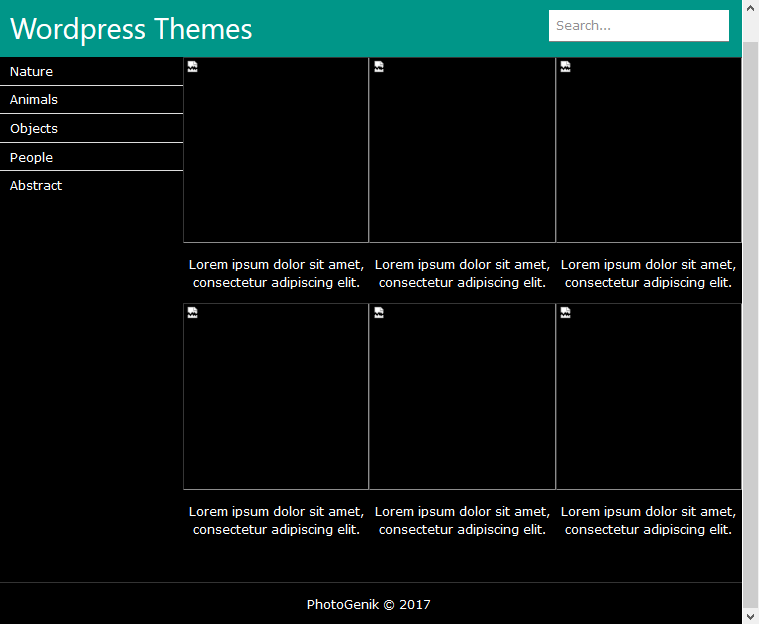 Wordpress Themes
Search...
Nature
Animals
Objects
People
Abstract
Lorem ipsum dolor sit amet,
consectetur adipiscing elit.
Lorem ipsum dolor sit amet,
consectetur adipiscing elit.
Lorem ipsum dolor sit amet,
consectetur adipiscing elit.
Lorem ipsum dolor sit amet,
consectetur adipiscing elit.
Lorem ipsum dolor sit amet,
consectetur adipiscing elit.
Lorem ipsum dolor sit amet,
consectetur adipiscing elit.
PhotoGenik © 2017